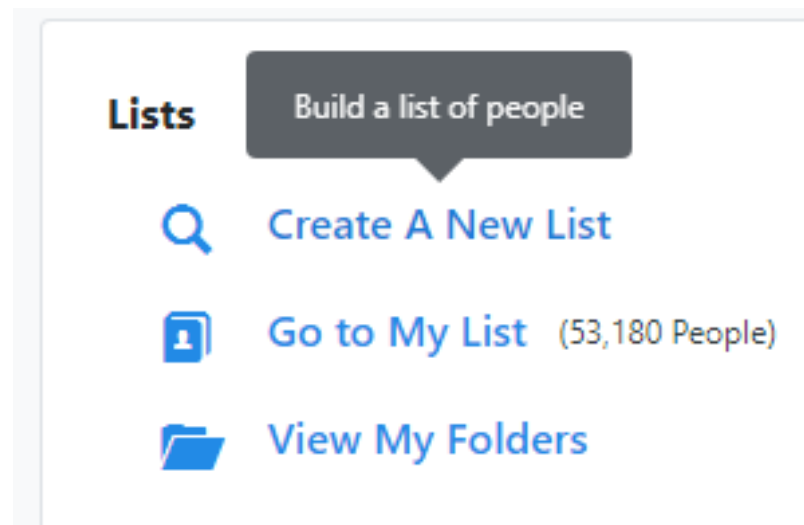 Lists
Build a list of people
Create A New List
Go to My List (53,180 People)
View My Folders